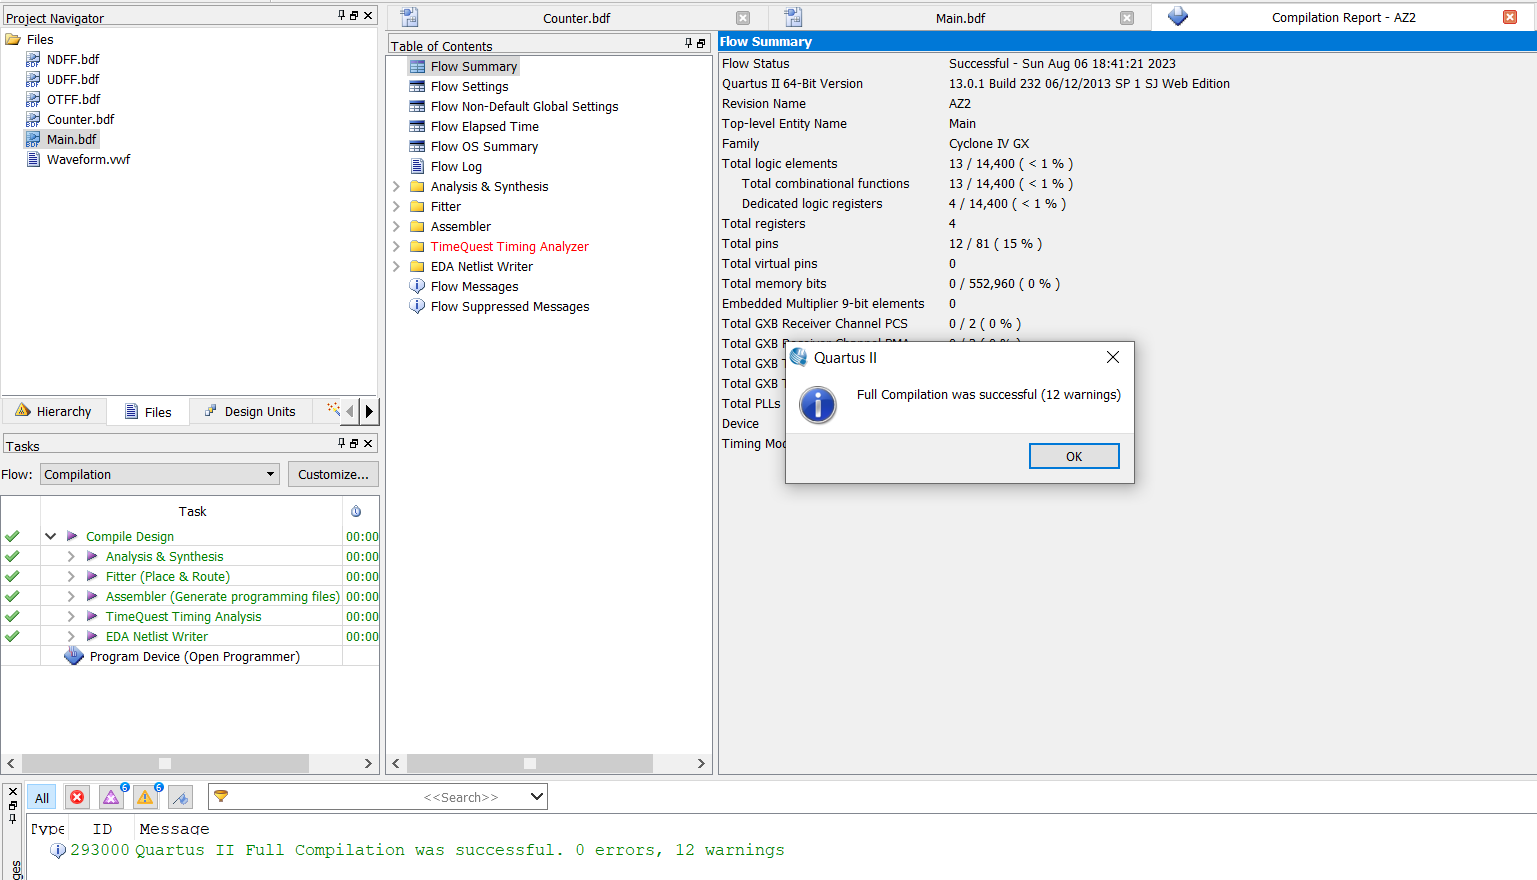 Project Navigator
Files
NDFF.bdf
UDFF.bdf
OTFF.bdf
Counter.bdf
Main.bdf
Waveform.vwf
Hierarchy
Files
Design Units
Tasks
Flow:
Compilation
Customize...
Task
Compile Design
00:00
Analysis & Synthesis
00:00
Fitter (Place & Route)
00:00
Assembler (Generate programming files)
00:00
TimeQuest Timing Analysis
00:00
EDA Netlist Writer
00:00
Program Device (Open Programmer)
Counter.bdf
Main.bdf
Compilation Report - AZ2
Table of Contents
Flow Summary
Flow Settings
Flow Non-Default Global Settings
Flow Elapsed Time
Flow OS Summary
Flow Log
Analysis & Synthesis
Fitter
Assembler
TimeQuest Timing Analyzer
EDA Netlist Writer
Flow Messages
Flow Suppressed Messages
Flow Summary
Flow Status Successful - Sun Aug 06 18:41:21 2023
Quartus II 64-Bit Version 13.0.1 Build 232 06/12/2013 SP 1 SJ Web Edition
Revision Name AZ2
Top-level Entity Name Main
Family Cyclone IV GX
Total logic elements 13 / 14,400 ( < 1 % )
Total combinational functions 13 / 14,400 ( < 1 % )
Dedicated logic registers 4 / 14,400 ( < 1 % )
Total registers 4
Total pins 12 / 81 ( 15 % )
Total virtual pins 0
Total memory bits 0 / 552,960 ( 0 % )
Embedded Multiplier 9-bit elements 0
Total GXB Receiver Channel PCS 0 / 2 ( 0 % )
Total GXB Receiver Channel PMA 0 / 2 ( 0 % )
Total GXB
Total GXB
Total PLLs
Device
Timing
Quartus II
Full Compilation was successful (12 warnings)
OK
All
6
6
<<Search>>
Type ID Message
293000 Quartus II Full Compilation was successful. 0 errors, 12 warnings